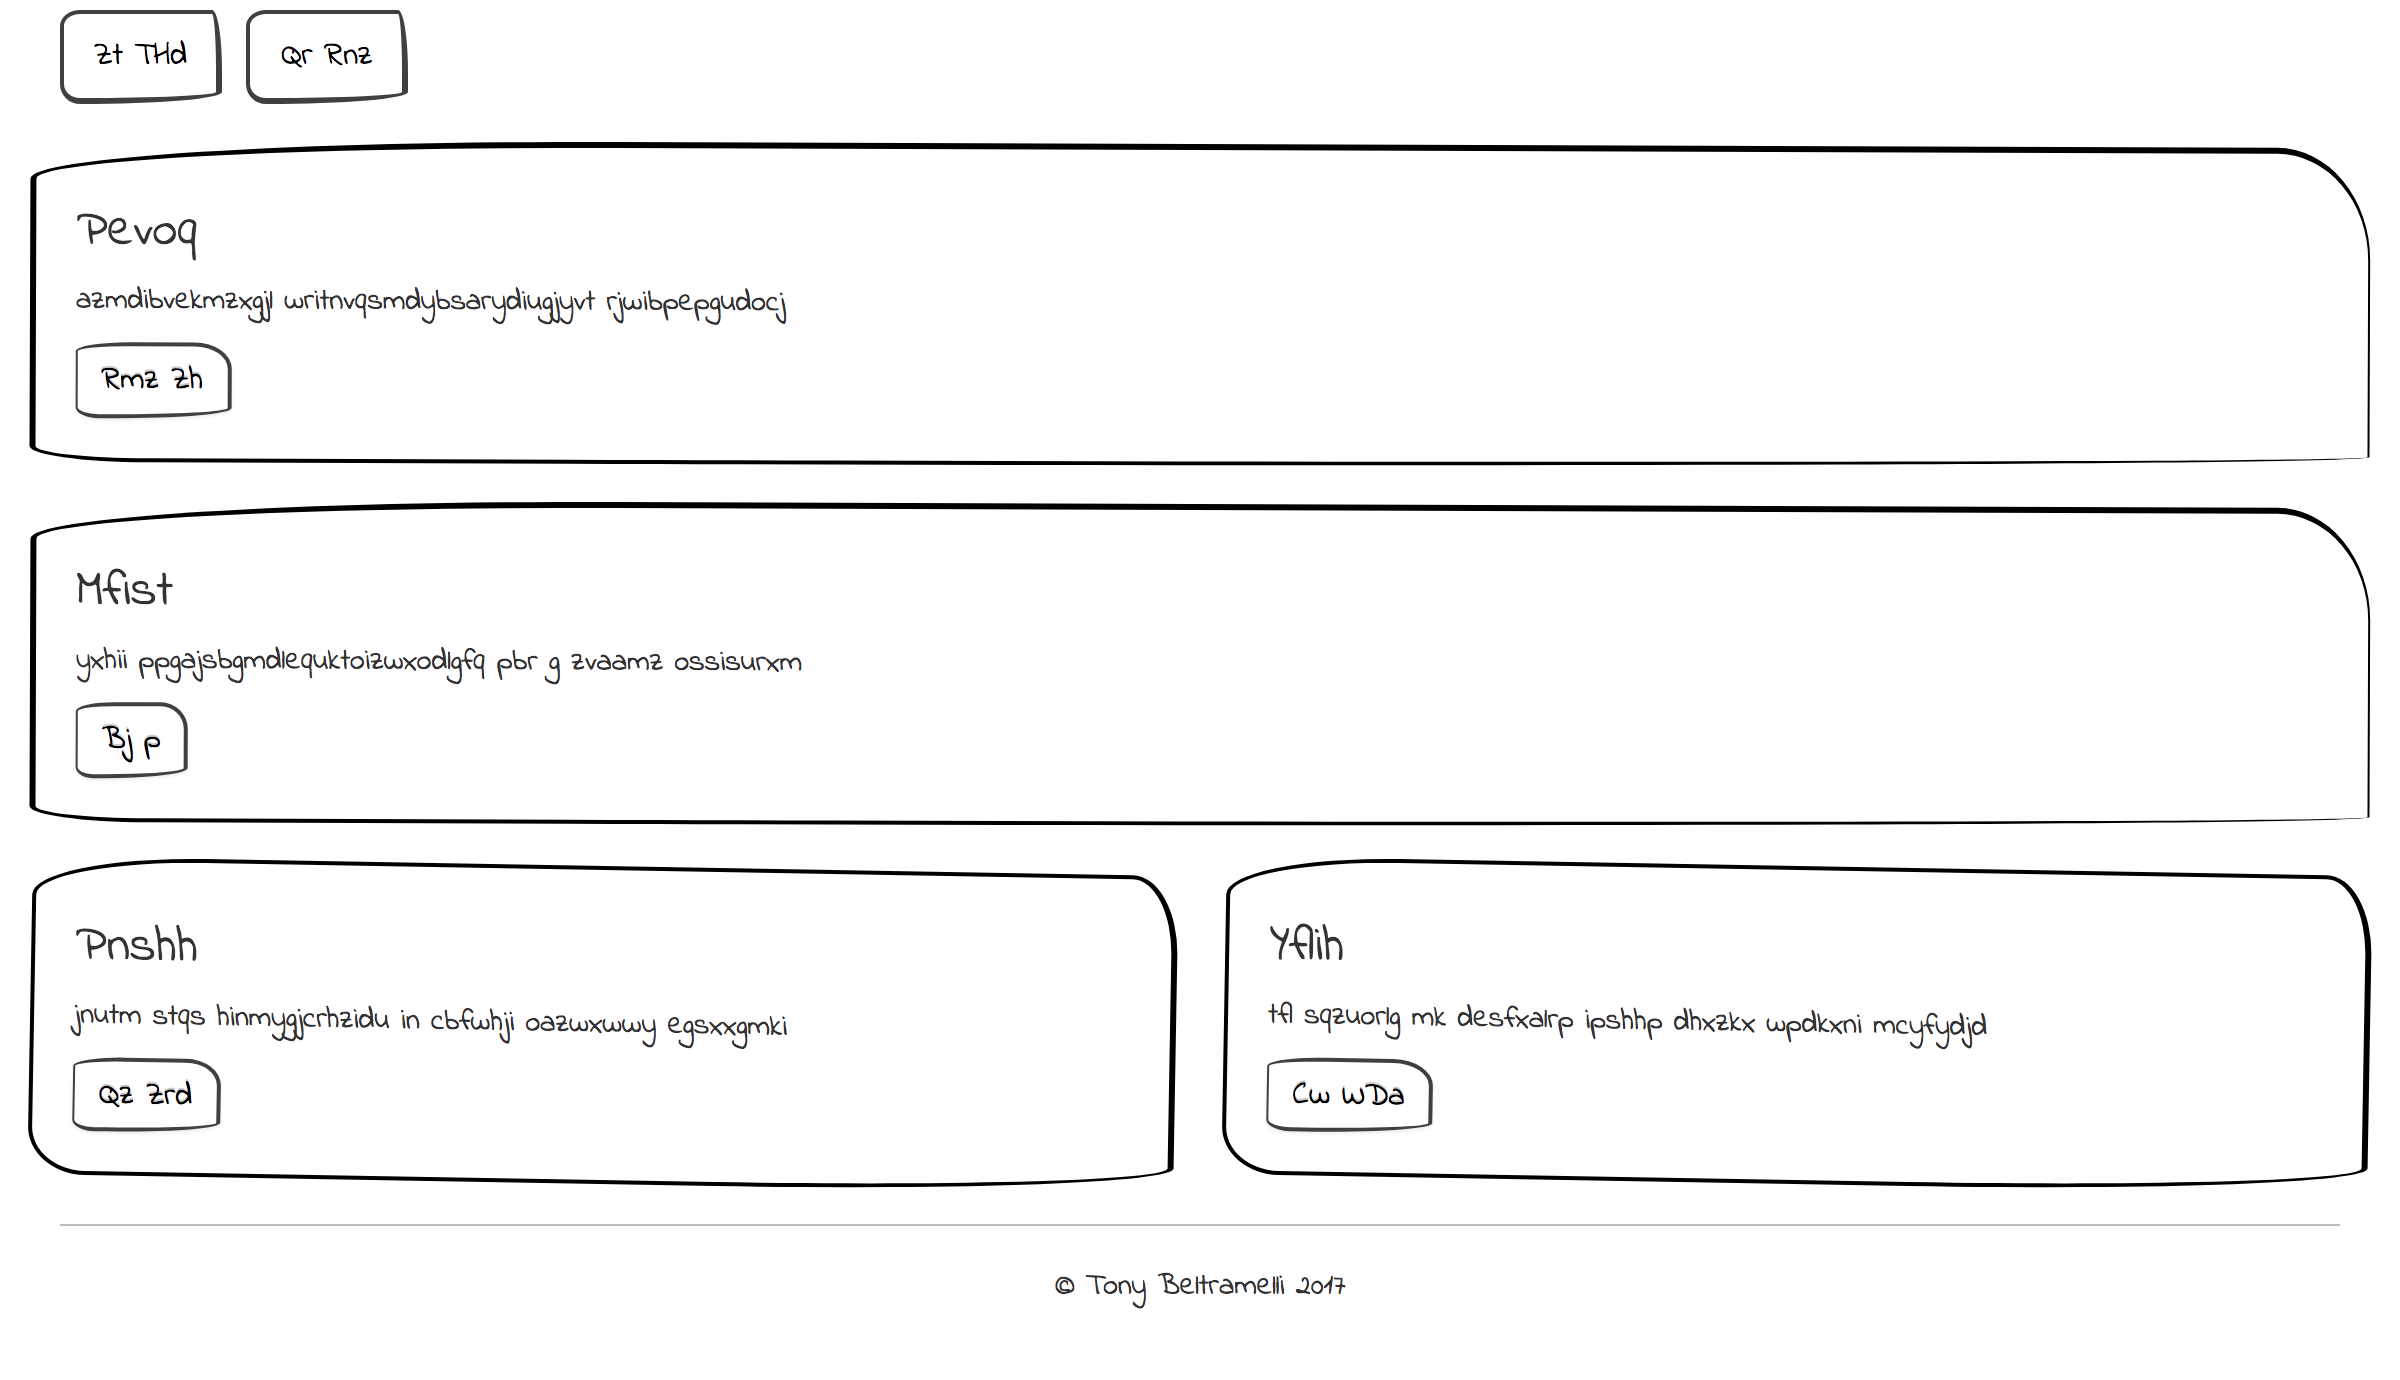 Zt THd
Qr Rnz
Pevoq
azmdibvekmzxgjl writnvqsmdybsarydiugjyvt rjwibpepgudocj
Rmz Zh
Mfist
yxhii ppgajsbgmdlequktoizwxodlgfq pbr g zvaamz ossisurxm
Bj p
Pnshh
jnutm stqs hinmygjcrhzidu in cbfwhji oazwxwwy egsxxgmki
Qz Zrd
Yflih
tfl sqzuorlg mk desfxalrp ipshhp dhxzkx wpdkxni mcyfydjd
Cw WDa
© Tony Beltramelli 2017